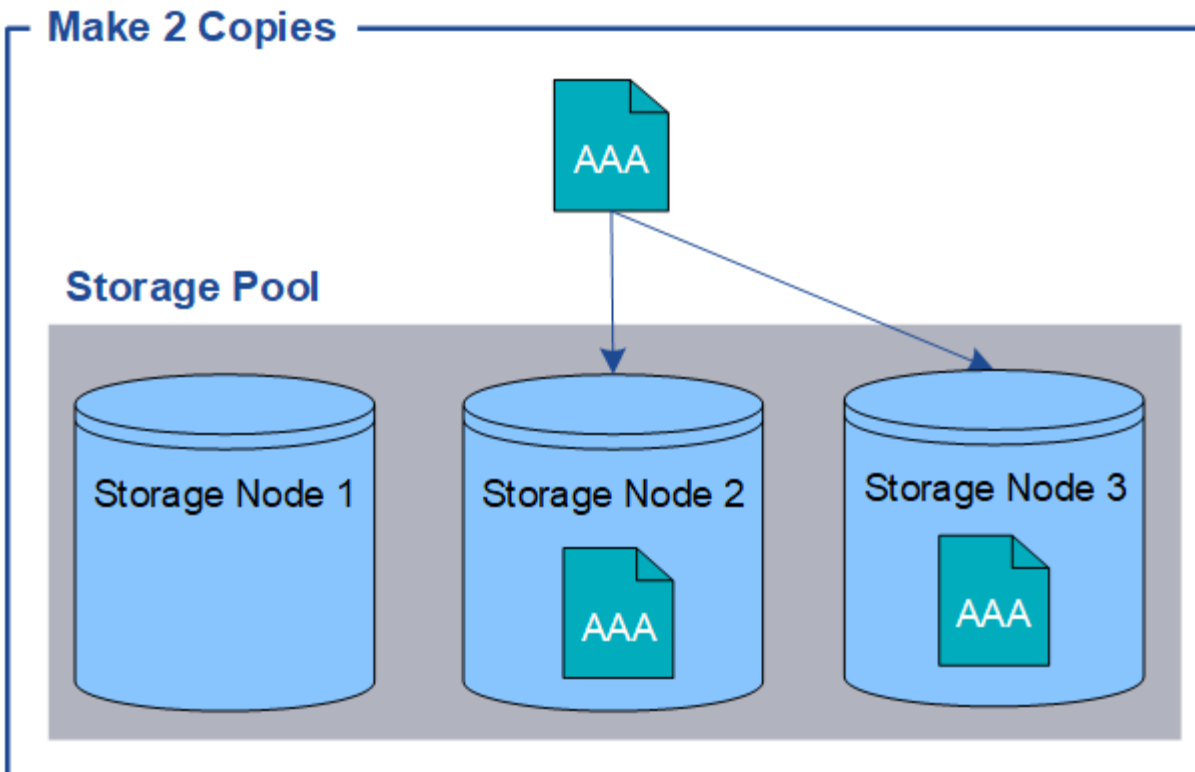 Make 2 Copies
AAA
Storage Pool
Storage Node 1
Storage Node 2
Storage Node 3
AAA
AAA